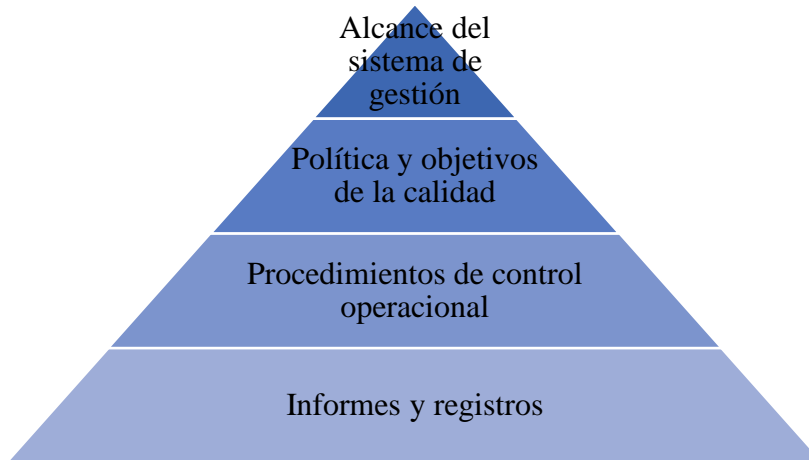 Alcance del
sistema de
gestión
Política y objetivos
de la calidad
Procedimientos de control
operacional
Informes y registros